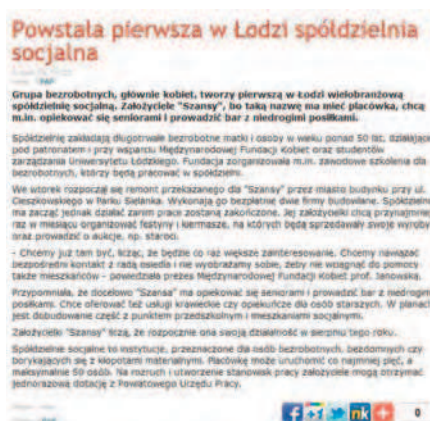 Powstała pierwsza w Łodzi spółdzielnia
socjalna
PAP
Grupa bezrobotnych, głównie kobiet, tworzy pierwszą w Łodzi wielobranżową
spółdzielnię socjalną. Założyciele "Szansy", bo taką nazwę ma mieć placówka, chcą
m.in. opiekować się seniorami i prowadzić bar z niedrogimi posiłkami.
Spółdzielnię zakładają długotrwale bezrobotne matki i osoby w wieku ponad 50 lat, działające
pod patronatem i przy wsparciu Międzynarodowej Fundacji Kobiet oraz studentów
zarządzania Uniwersytetu Łódzkiego. Fundacja zorganizowała m.in. zawodowe szkolenia dla
bezrobotnych, którzy będą pracować w spółdzielni.
We wtorek rozpoczął się remont przekazanego dla "Szansy" przez miasto budynku przy ul.
Cieszkowskiego w Parku Sielanka. Wykonają go bezpłatnie dwie firmy budowlane. Spółdzielnia
ma zacząć jednak działać zanim prace zostaną zakończone. Jej założycielki chcą przynajmniej
raz w miesiącu organizować festyny i kiermasze, na których będą sprzedawały swoje wyroby
oraz prowadzić o aukcje, np. staroci.
- Chcemy już tam być, licząc, że będzie co raz większe zainteresowanie. Chcemy nawiązać
bezpośredni kontakt z radą osiedla i nie wyobrażamy sobie, żeby nie wciągnąć do pomocy
także mieszkańców - powiedziała prezes Międzynarodowej Fundacji Kobiet prof. Janowska.
Przypomniała, że docelowo "Szansa" ma opiekować się seniorami i prowadzić bar z niedrogimi
posiłkami. Chce oferować też usługi krawieckie czy opiekuńcze dla osób starszych. W planach
jest dobudowanie część z punktem przedszkolnym i mieszkaniami socjalnymi.
Założycielki "Szansy" liczą, że rozpocznie ona swoją działalność w sierpniu tego roku.
Spółdzielnie socjalne to instytucje, przeznaczone dla osób bezrobotnych, bezdomnych czy
borykających się z kłopotami materialnymi. Placówkę może uruchomić co najmniej pięć, a
maksymalnie 50 osób. Na rozruch i utworzenie stanowisk pracy założyciele mogą otrzymać
jednorazową dotację z Powiatowego Urzędu Pracy.
f +1 nk + 0
PAP